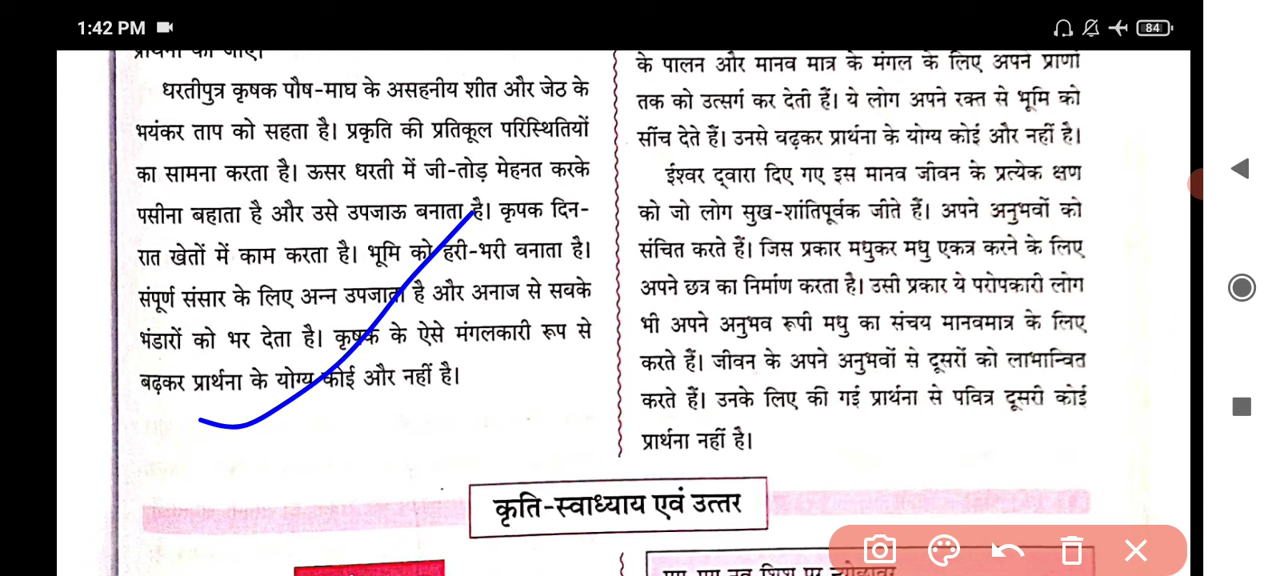 1:42 PM
84
प्रार्थना की जाए।
धरतीपुत्र कृषक पौष-माघ के असहनीय शीत और जेठ के
भयंकर ताप को सहता है। प्रकृति की प्रतिकूल परिस्थितियों
का सामना करता है। ऊसर धरती में जी-तोड़ मेहनत करके
पसीना बहाता है और उसे उपजाऊ बनाता है। कृषक दिन-
रात खेतों में काम करता है। भूमि को हरी-भरी बनाता है।
संपूर्ण संसार के लिए अन्न उपजाता है और अनाज से सबके
भंडारों को भर देता है। कृषक के ऐसे मंगलकारी रूप से
बढ़कर प्रार्थना के योग्य कोई और नहीं है।
के पालन और मानव मात्र के मंगल के लिए अपने प्राणों
तक को उत्सर्ग कर देती हैं। ये लोग अपने रक्त से भूमि को
सींच देते हैं। उनसे बढ़कर प्रार्थना के योग्य कोई और नहीं है।
ईश्वर द्वारा दिए गए इस मानव जीवन के प्रत्येक क्षण
को जो लोग सुख-शांतिपूर्वक जीते हैं। अपने अनुभवों को
संचित करते हैं। जिस प्रकार मधुकर मधु एकत्र करने के लिए
अपने छत्र का निर्माण करता है। उसी प्रकार ये परोपकारी लोग
भी अपने अनुभव रूपी मधु का संचय मानवमात्र के लिए
करते हैं। जीवन के अपने अनुभवों से दूसरों को लाभान्वित
करते हैं। उनके लिए की गई प्रार्थना से पवित्र दूसरी कोई
प्रार्थना नहीं है।
कृति-स्वाध्याय एवं उत्तर